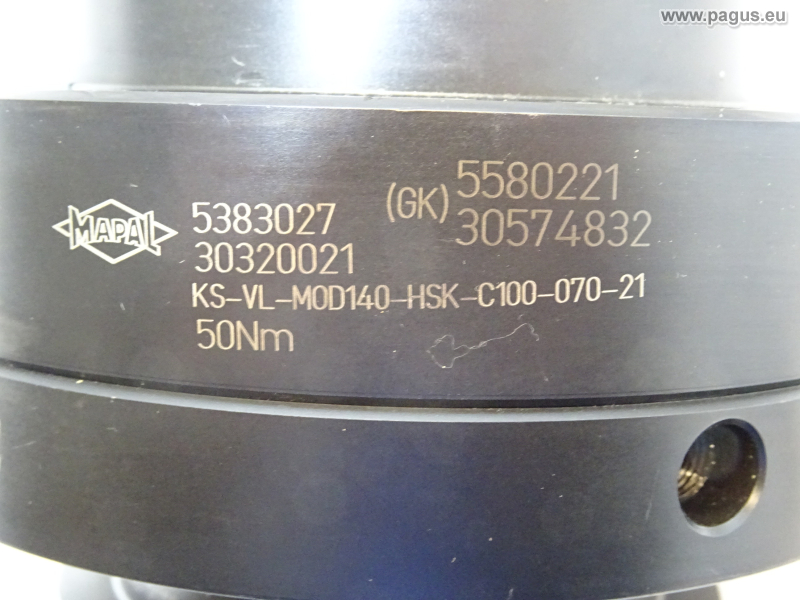 www.pagus.eu
MAPAL
5383027
30320021
(GK) 5580221
30574832
KS-VL-MOD140-HSK-C100-070-21
50Nm